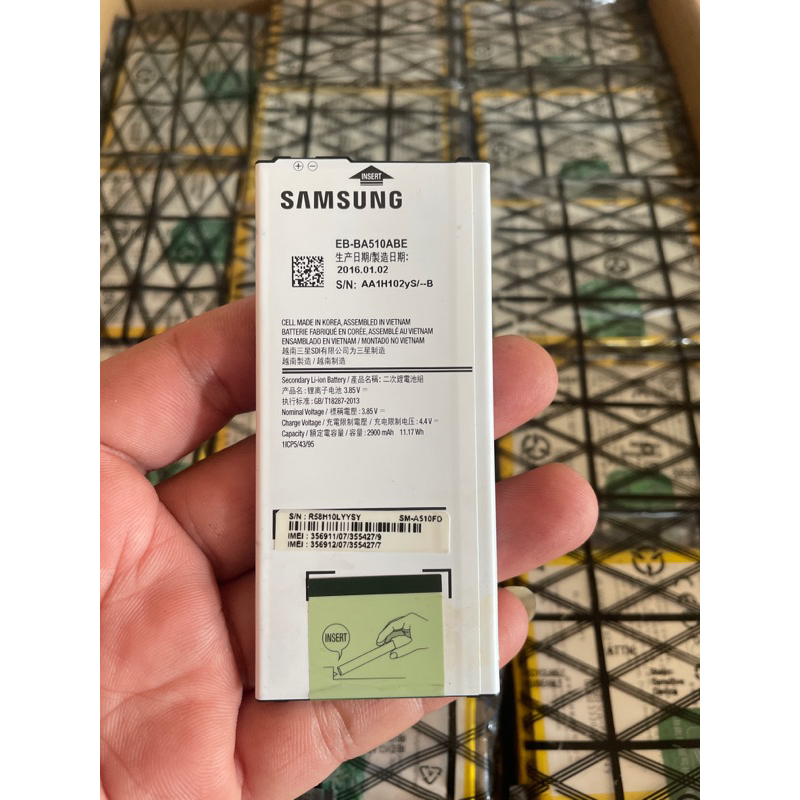 INSERT
SAMSUNG
EB-BA510ABE
生产日期/製造日期:
2016.01.02
S/N: AA1H102yS/--B
CELL MADE IN KOREA, ASSEMBLED IN VIETNAM
BATTERIE FABRIQUÉ EN CORÉE, ASSEMBLÉE AU VIETNAM
ENSAMBLADO EN VIETNAM / MONTADO NO VIETNAM
越南三星SDI有限公司为三星制造
越南製造 / 越南制造
Secondary Li-ion Battery / 產品名稱: 二次鋰電池組
产品名: 锂离子电池 3.85V ⎓
执行标准: GB/T18287-2013
Nominal Voltage / 標稱電壓: 3.85 V ⎓
Charge Voltage / 充電限制電壓 / 充电限制电压: 4.4 V ⎓
Capacity / 額定電容量 / 容量: 2900 mAh 11.17 Wh
1ICP5/43/95
S/N : R58H10LYYSY SM-A510FD
IMEI : 356911/07/355427/9
IMEI : 356912/07/355427/7
INSERT